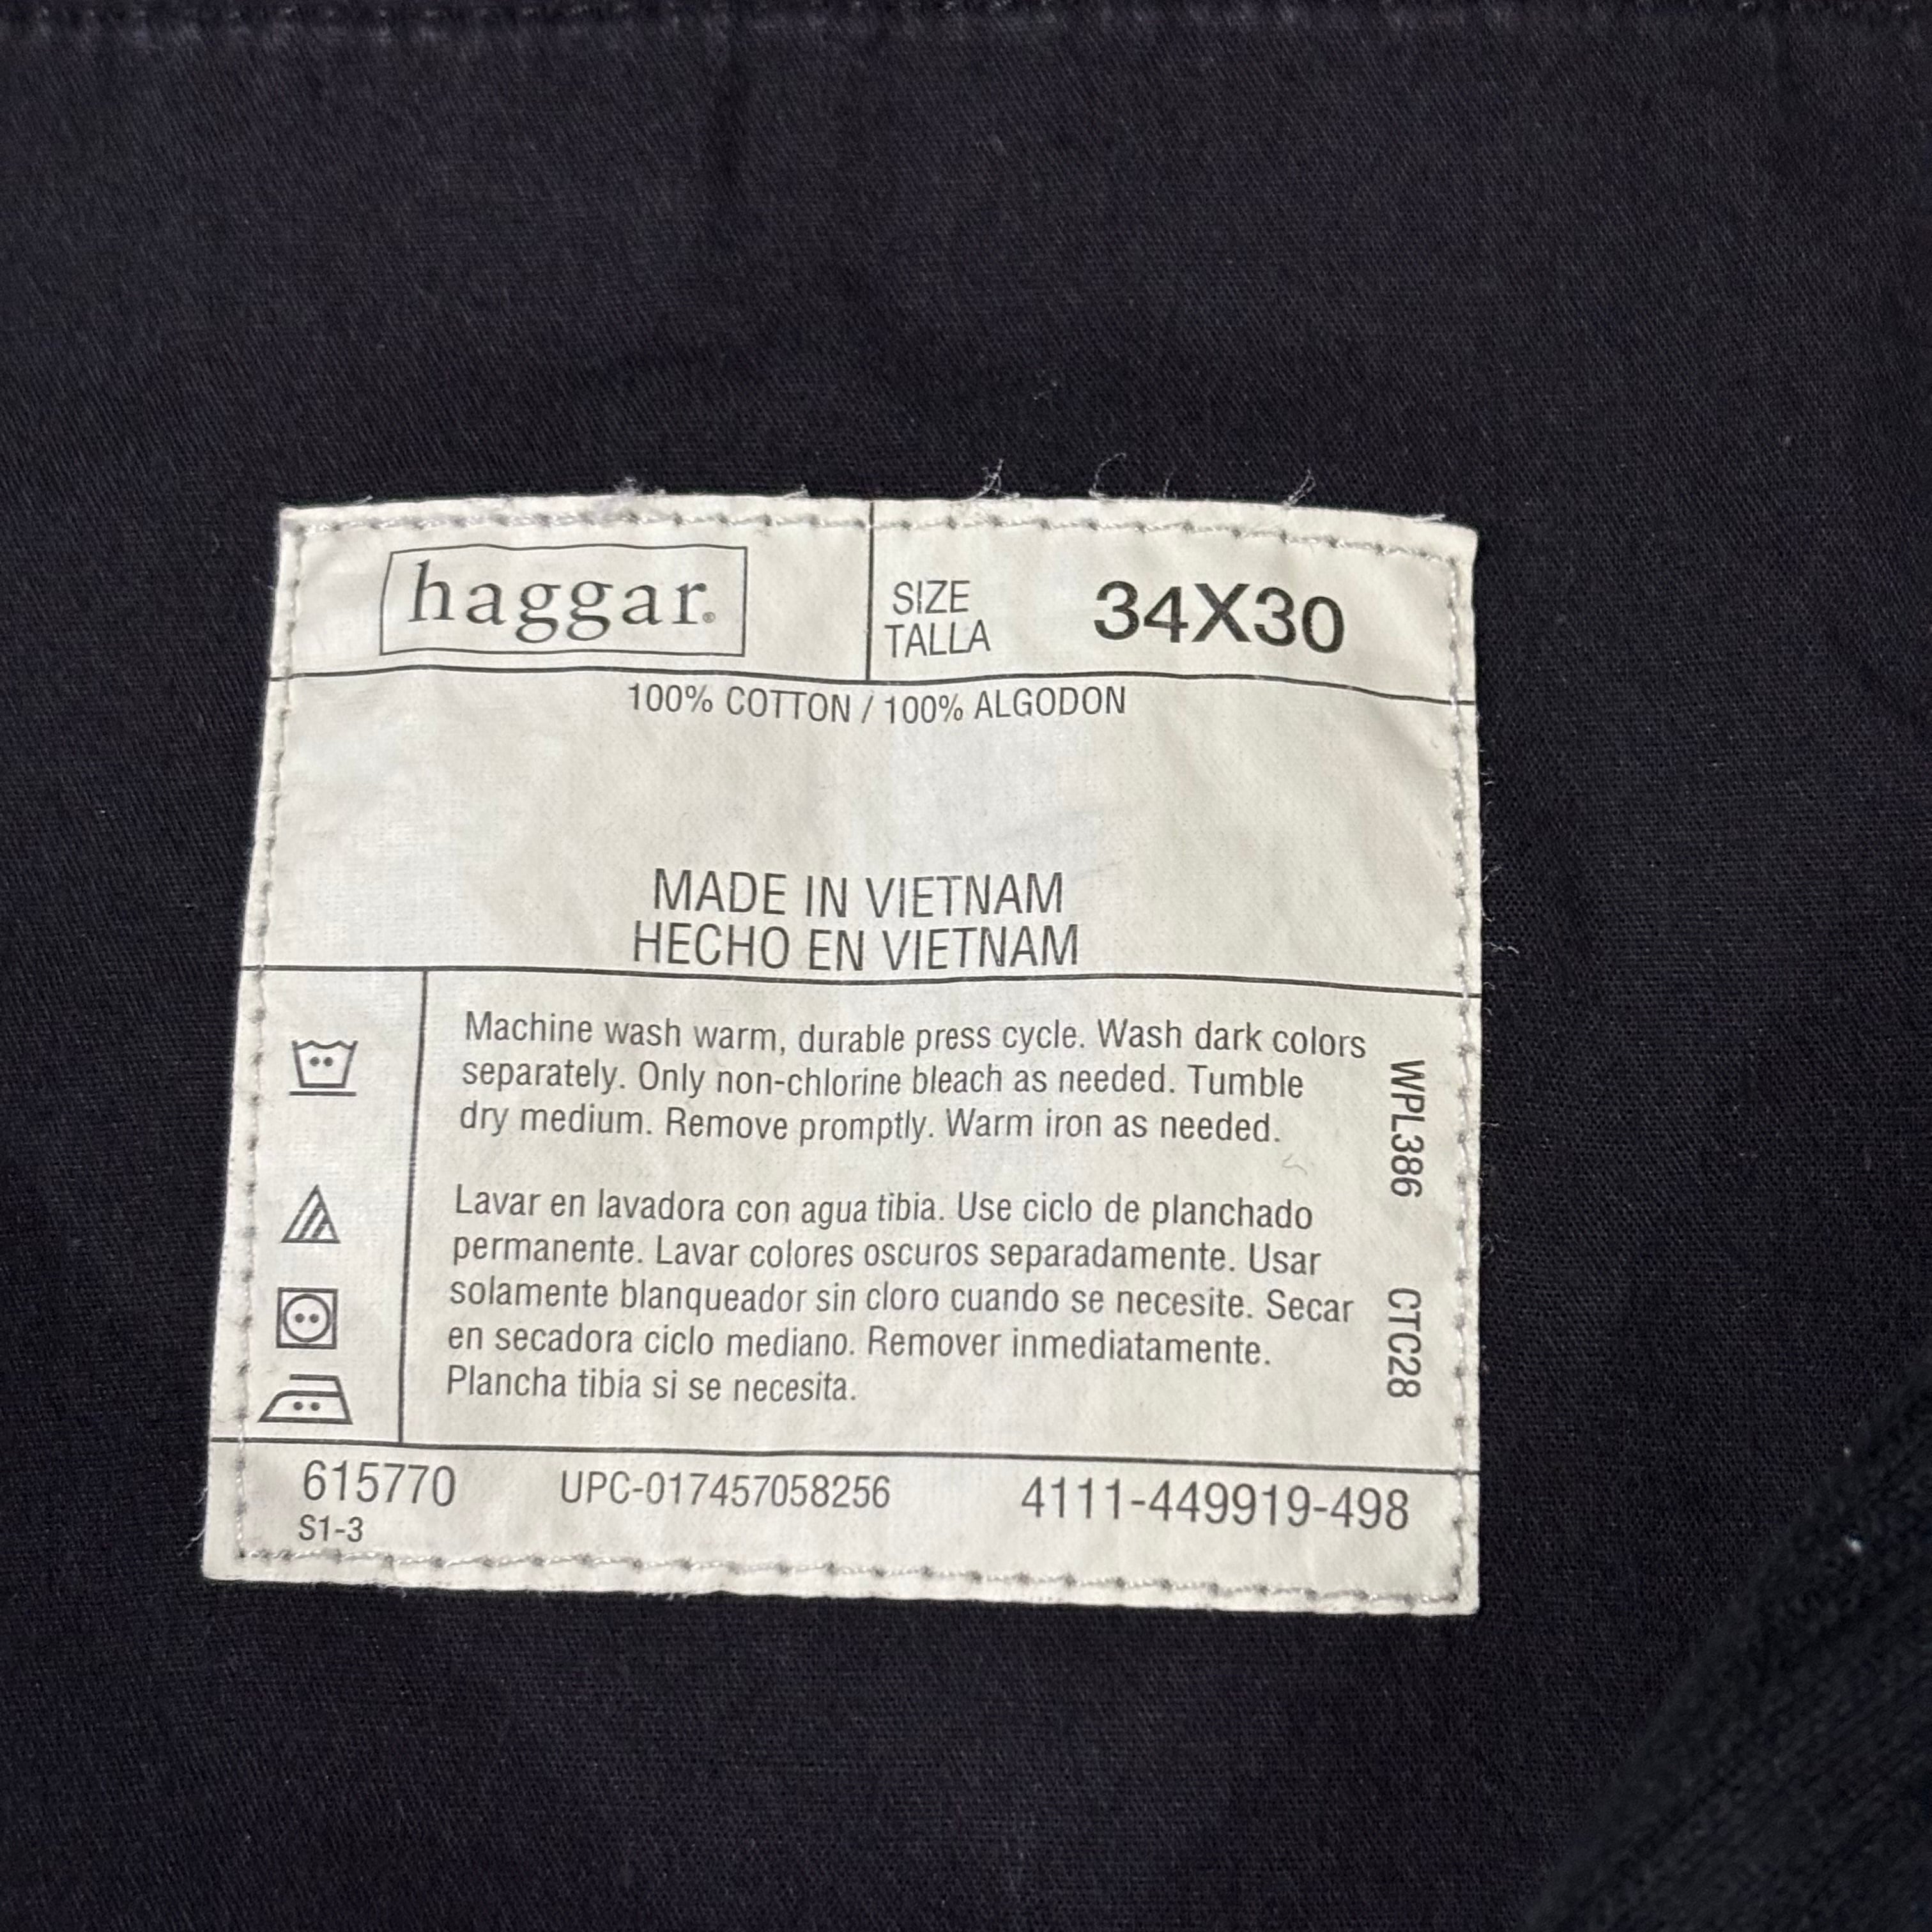 haggar®
SIZE
TALLA
34X30
100% COTTON / 100% ALGODON
MADE IN VIETNAM
HECHO EN VIETNAM
Machine wash warm, durable press cycle. Wash dark colors
separately. Only non-chlorine bleach as needed. Tumble
dry medium. Remove promptly. Warm iron as needed.
Lavar en lavadora con agua tibia. Use ciclo de planchado
permanente. Lavar colores oscuros separadamente. Usar
solamente blanqueador sin cloro cuando se necesite. Secar
en secadora ciclo mediano. Remover inmediatamente.
Plancha tibia si se necesita.
WPL386
CTC28
615770
S1-3
UPC-017457058256
4111-449919-498